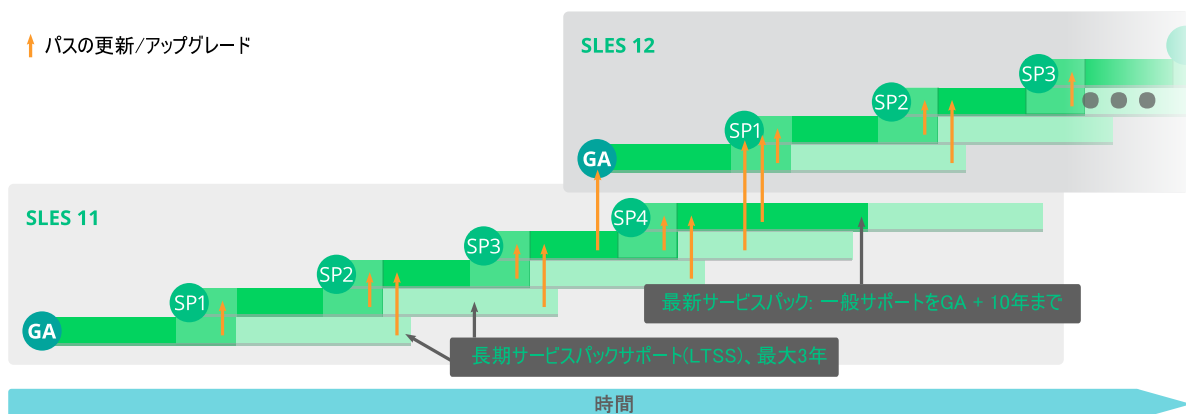 パスの更新/アップグレード
SLES 12
SP3
SP2
SP1
GA
SLES 11
SP4
SP3
SP2
SP1
GA
最新サービスパック: 一般サポートをGA + 10年まで
長期サービスパックサポート(LTSS)、最大3年
時間